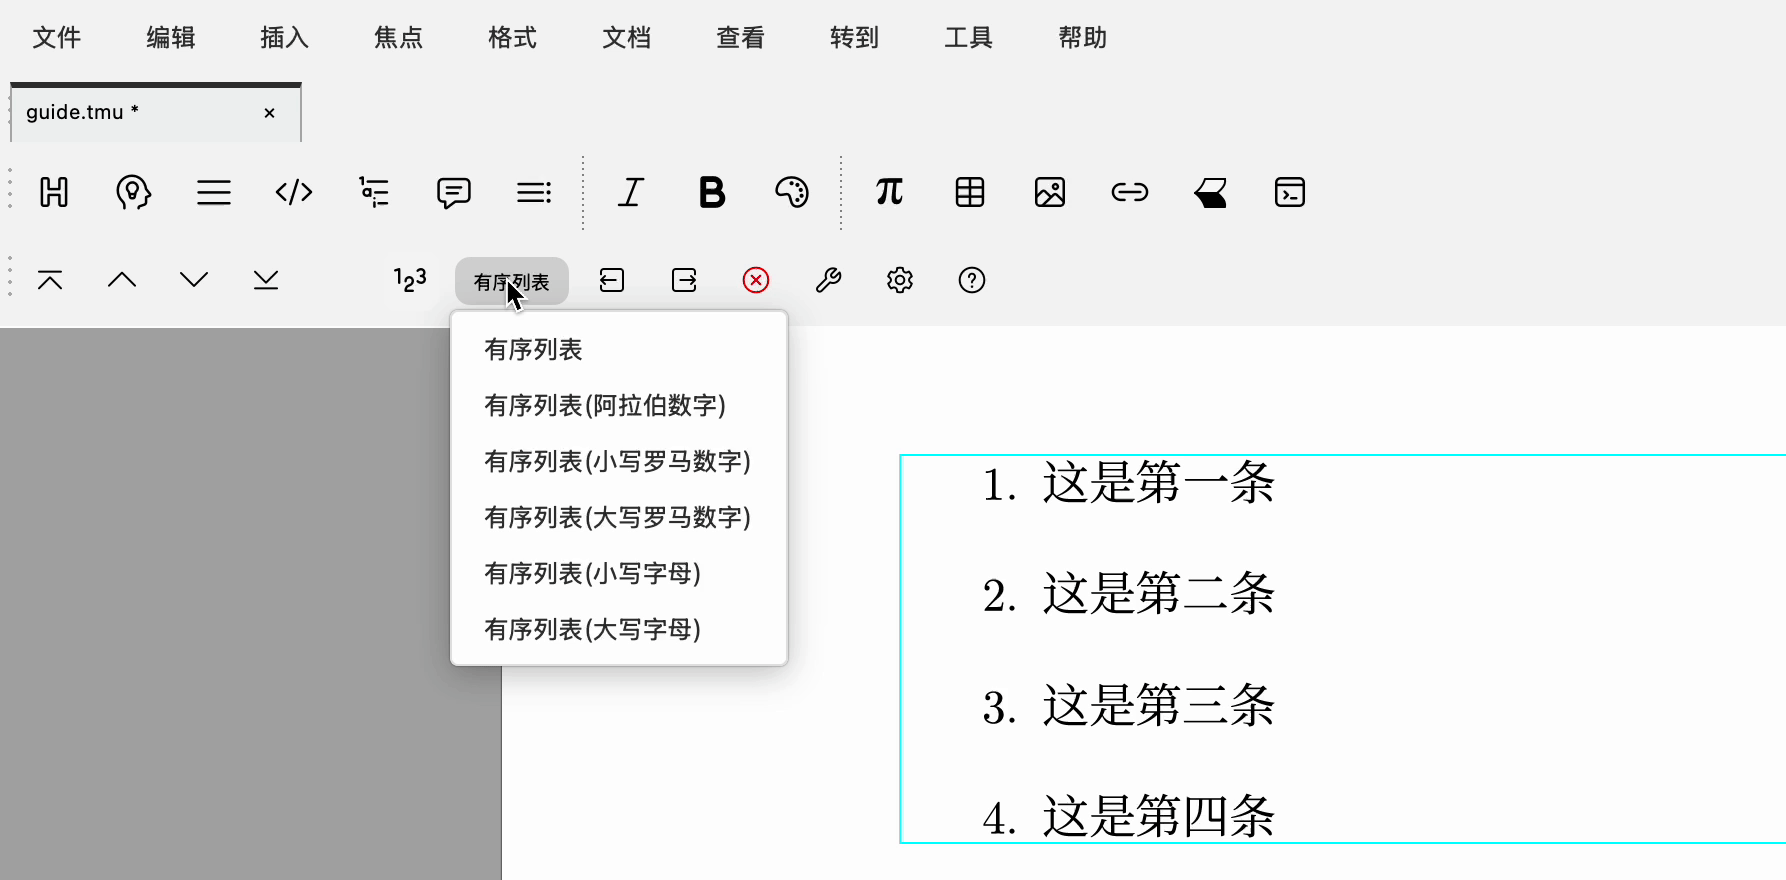 文件 编辑 插入 焦点 格式 文档 查看 转到 工具 帮助
guide.tmu *
有序列表
有序列表
有序列表(阿拉伯数字)
有序列表(小写罗马数字)
有序列表(大写罗马数字)
有序列表(小写字母)
有序列表(大写字母)
1. 这是第一条
2. 这是第二条
3. 这是第三条
4. 这是第四条